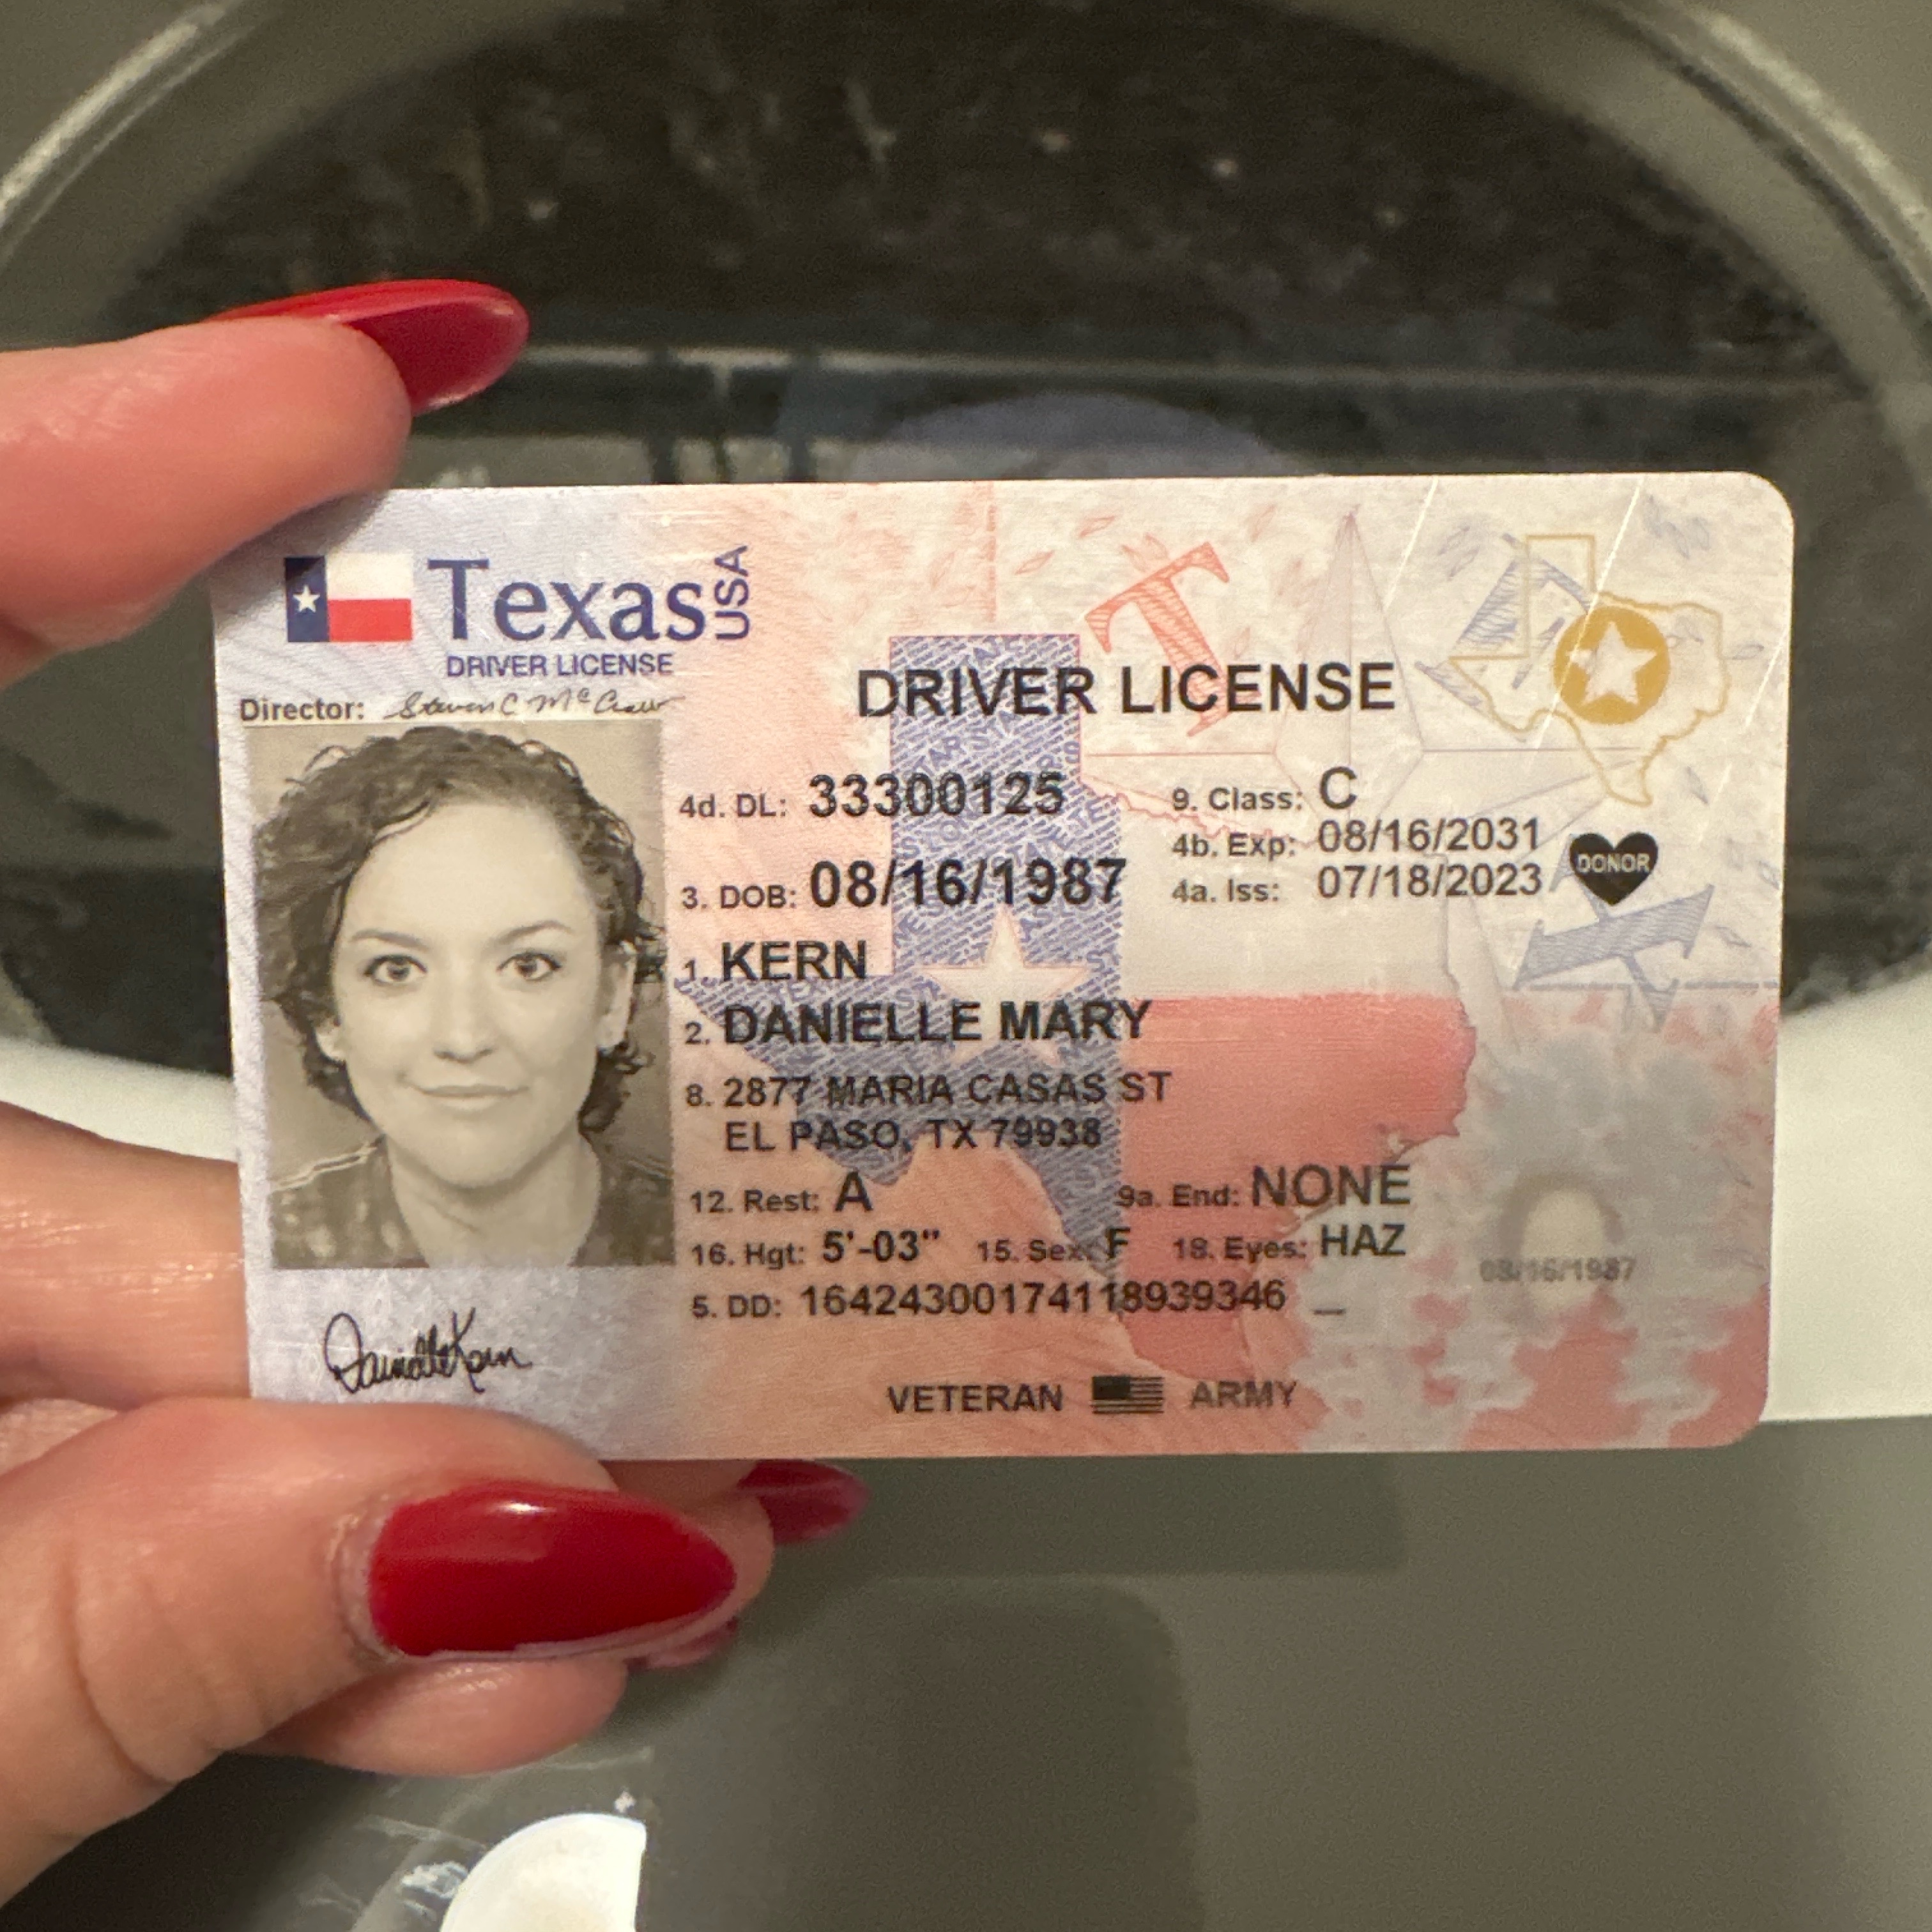 Texas USA
DRIVER LICENSE
Director: Steven C McCraw
DRIVER LICENSE
4d. DL: 33300125
9. Class: C
4b. Exp: 08/16/2031
3. DOB: 08/16/1987
4a. Iss: 07/18/2023
DONOR
1. KERN
2. DANIELLE MARY
8. 2877 MARIA CASAS ST
EL PASO, TX 79938
12. Rest: A
9a. End: NONE
16. Hgt: 5'-03"
15. Sex: F
18. Eyes: HAZ
08/16/1987
5. DD: 16424300174118939346
Danielle Kern
VETERAN ARMY